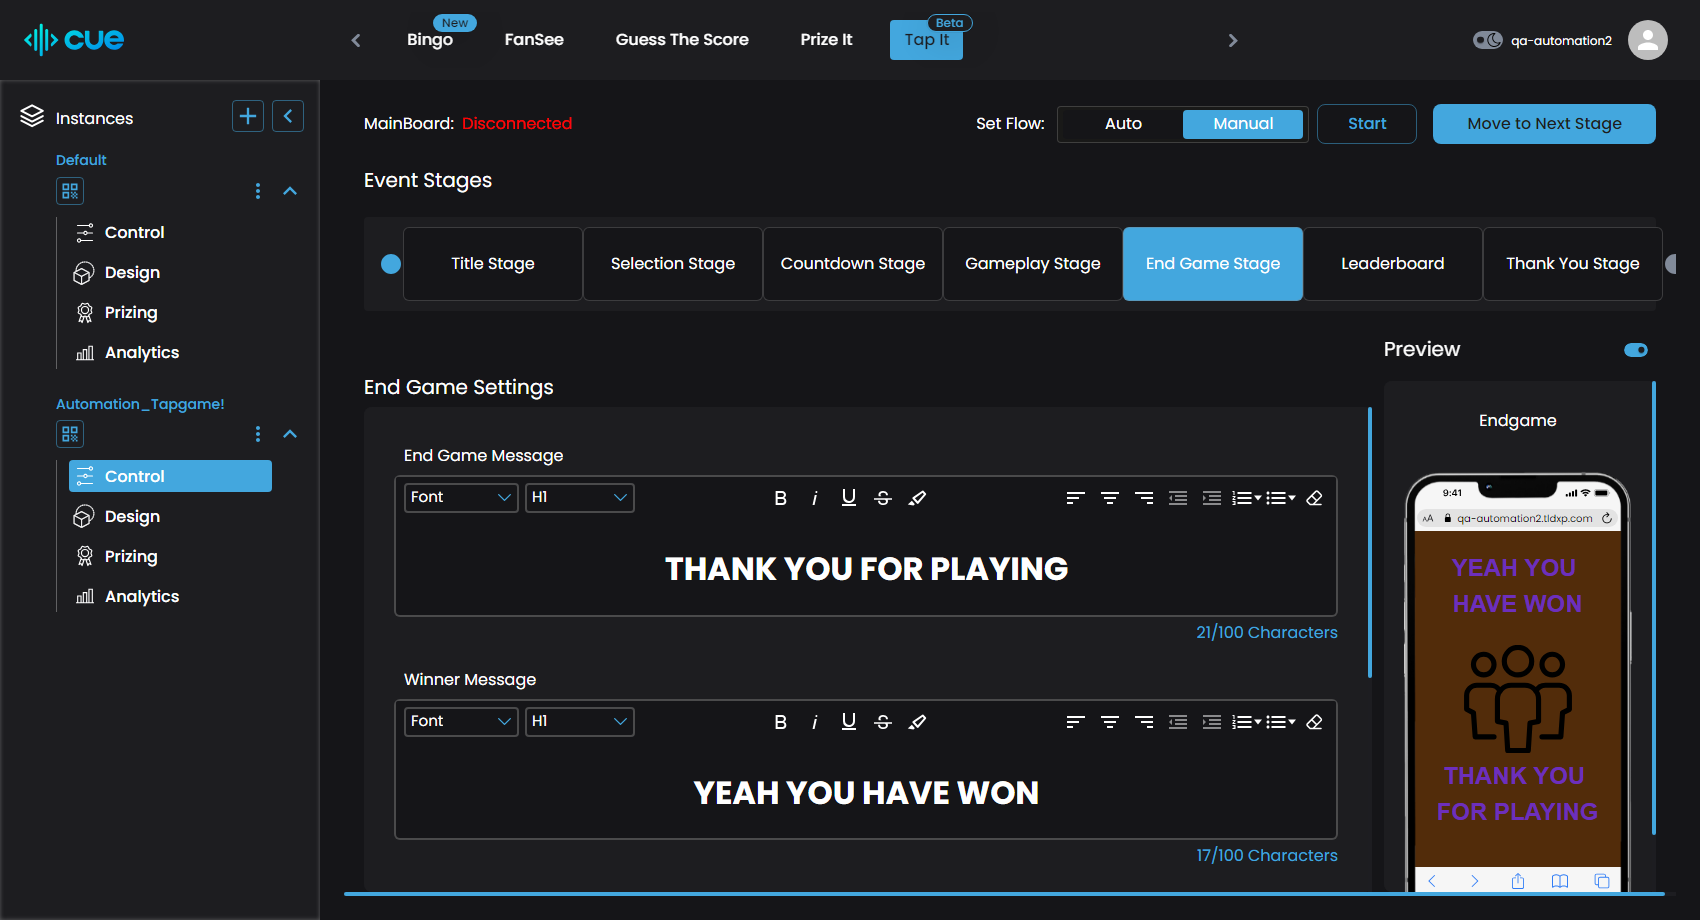 cue
New
Bingo
FanSee
Guess The Score
Prize It
Beta
Tap It
qa-automation2
Instances
Default
Control
Design
Prizing
Analytics
Automation_Tapgame!
Control
Design
Prizing
Analytics
MainBoard: Disconnected
Set Flow:
Auto
Manual
Start
Move to Next Stage
Event Stages
Title Stage
Selection Stage
Countdown Stage
Gameplay Stage
End Game Stage
Leaderboard
Thank You Stage
End Game Settings
End Game Message
Font
H1
B
i
U
S
THANK YOU FOR PLAYING
21/100 Characters
Winner Message
Font
H1
B
i
U
S
YEAH YOU HAVE WON
17/100 Characters
Preview
Endgame
9:41
AA
qa-automation2.tldxp.com
YEAH YOU
HAVE WON
THANK YOU
FOR PLAYING